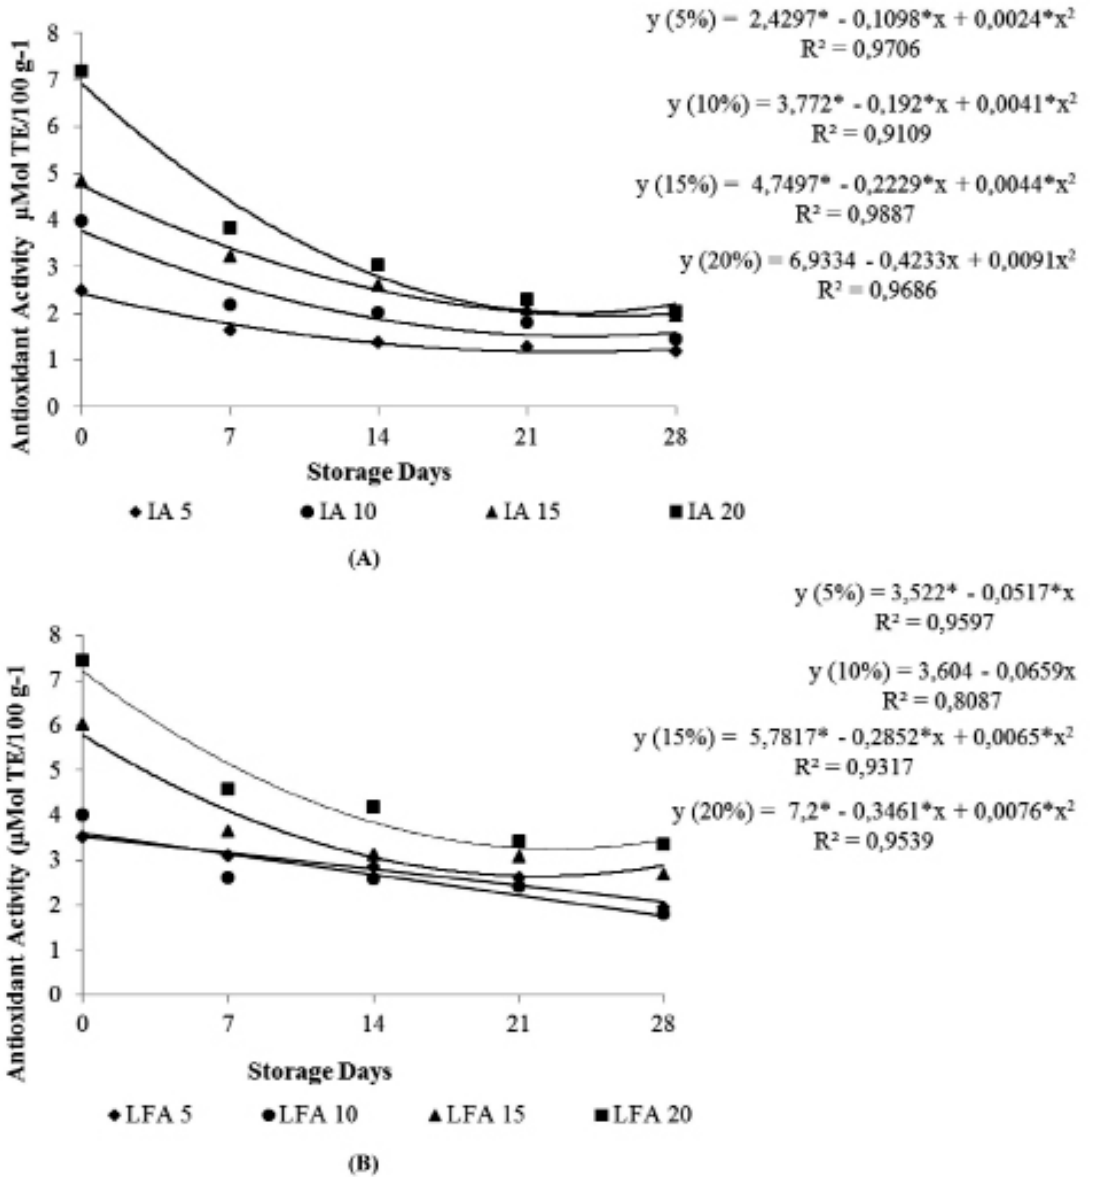 y (5%) = 2,4297* - 0,1098*x + 0,0024*x²
R² = 0,9706
y (10%) = 3,772* - 0,192*x + 0,0041*x²
R² = 0,9109
y (15%) = 4,7497* - 0,2229*x + 0,0044*x²
R² = 0,9887
y (20%) = 6,9334 - 0,4233x + 0,0091x²
R² = 0,9686
Antioxidant Activity µMol TE/100 g-1
8
7
6
5
4
3
2
1
0
0 7 14 21 28
Storage Days
IA 5 IA 10 IA 15 IA 20
(A)
y (5%) = 3,522* - 0,0517*x
R² = 0,9597
y (10%) = 3,604 - 0,0659x
R² = 0,8087
y (15%) = 5,7817* - 0,2852*x + 0,0065*x²
R² = 0,9317
y (20%) = 7,2* - 0,3461*x + 0,0076*x²
R² = 0,9539
Antioxidant Activity (µMol TE/100 g-1
8
7
6
5
4
3
2
1
0
0 7 14 21 28
Storage Days
LFA 5 LFA 10 LFA 15 LFA 20
(B)